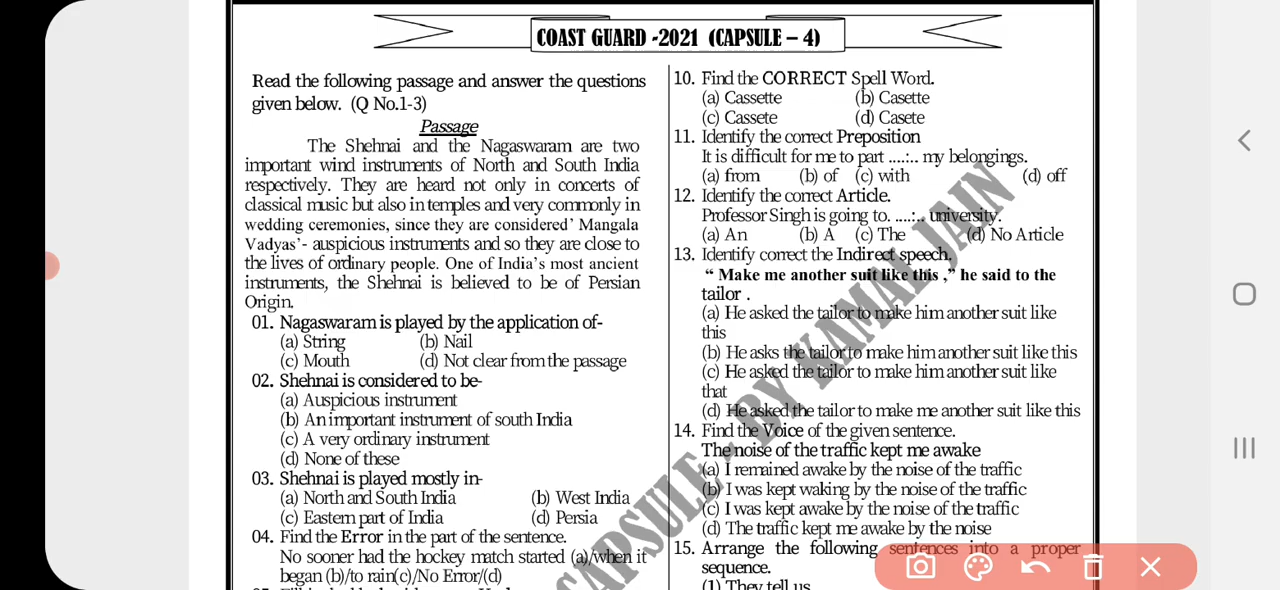 COAST GUARD -2021 (CAPSULE – 4)
Read the following passage and answer the questions
given below. (Q No.1-3)
Passage
The Shehnai and the Nagaswaram are two
important wind instruments of North and South India
respectively. They are heard not only in concerts of
classical music but also in temples and very commonly in
wedding ceremonies, since they are considered' Mangala
Vadyas'- auspicious instruments and so they are close to
the lives of ordinary people. One of India's most ancient
instruments, the Shehnai is believed to be of Persian
Origin.
01. Nagaswaram is played by the application of-
(a) String (b) Nail
(c) Mouth (d) Not clear from the passage
02. Shehnai is considered to be-
(a) Auspicious instrument
(b) An important instrument of south India
(c) A very ordinary instrument
(d) None of these
03. Shehnai is played mostly in-
(a) North and South India (b) West India
(c) Eastern part of India (d) Persia
04. Find the Error in the part of the sentence.
No sooner had the hockey match started (a)/when it
began (b)/to rain(c)/No Error/(d)
10. Find the CORRECT Spell Word.
(a) Cassette (b) Casette
(c) Cassete (d) Casete
11. Identify the correct Preposition
It is difficult for me to part ....:.. my belongings.
(a) from (b) of (c) with (d) off
12. Identify the correct Article.
Professor Singh is going to. ....:.. university.
(a) An (b) A (c) The (d) No Article
13. Identify correct the Indirect speech.
“ Make me another suit like this ,” he said to the
tailor .
(a) He asked the tailor to make him another suit like
this
(b) He asks the tailor to make him another suit like this
(c) He asked the tailor to make him another suit like
that
(d) He asked the tailor to make me another suit like this
14. Find the Voice of the given sentence.
The noise of the traffic kept me awake
(a) I remained awake by the noise of the traffic
(b) I was kept waking by the noise of the traffic
(c) I was kept awake by the noise of the traffic
(d) The traffic kept me awake by the noise
15. Arrange the following sentences into a proper
sequence.
(1) They tell us
CAPSULE - BY KAMAL JAIN